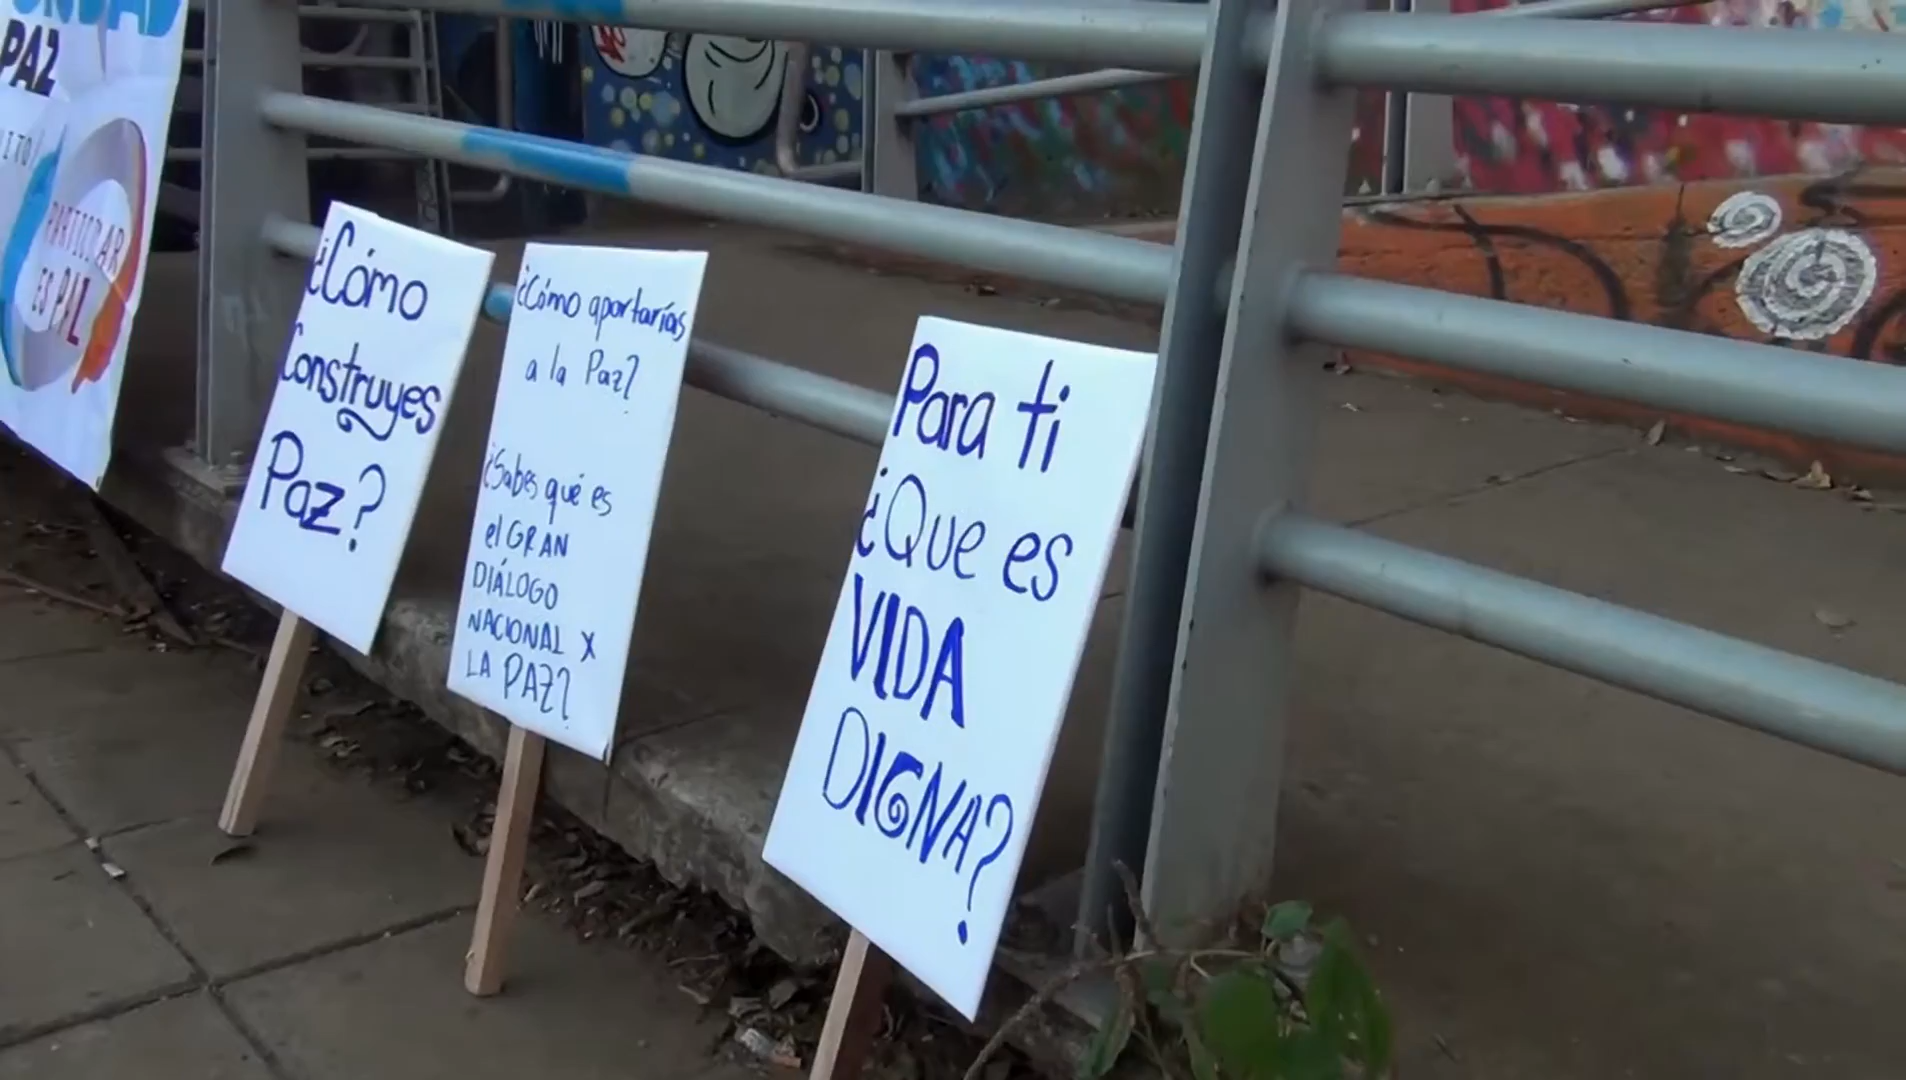 PAZ
PARTICIPAR
ES PAZ
¿Cómo
Construyes
Paz?
¿Cómo aportarías
a la Paz?
¿Sabes qué es
el GRAN
DIÁLOGO
NACIONAL X
LA PAZ?
Para ti
¿Que es
VIDA
DIGNA?